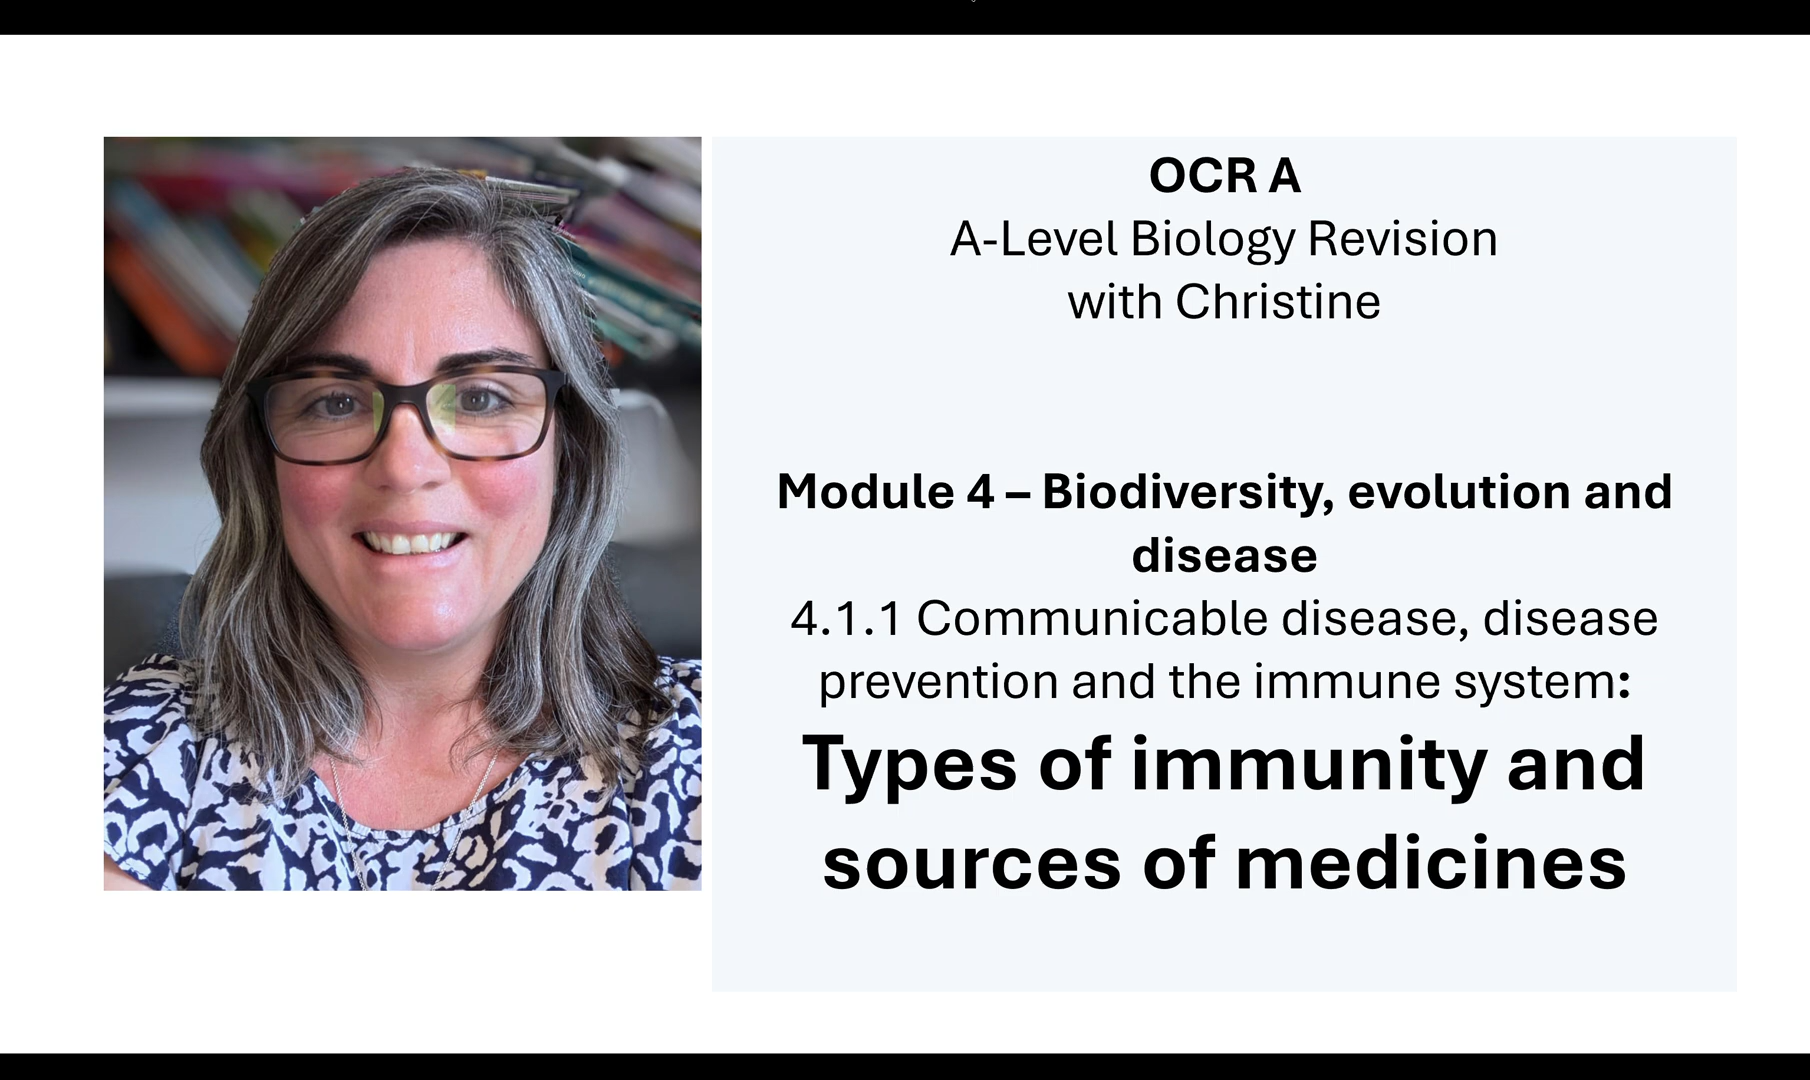 OCR A
A-Level Biology Revision
with Christine
Module 4 – Biodiversity, evolution and
disease
4.1.1 Communicable disease, disease
prevention and the immune system:
Types of immunity and
sources of medicines